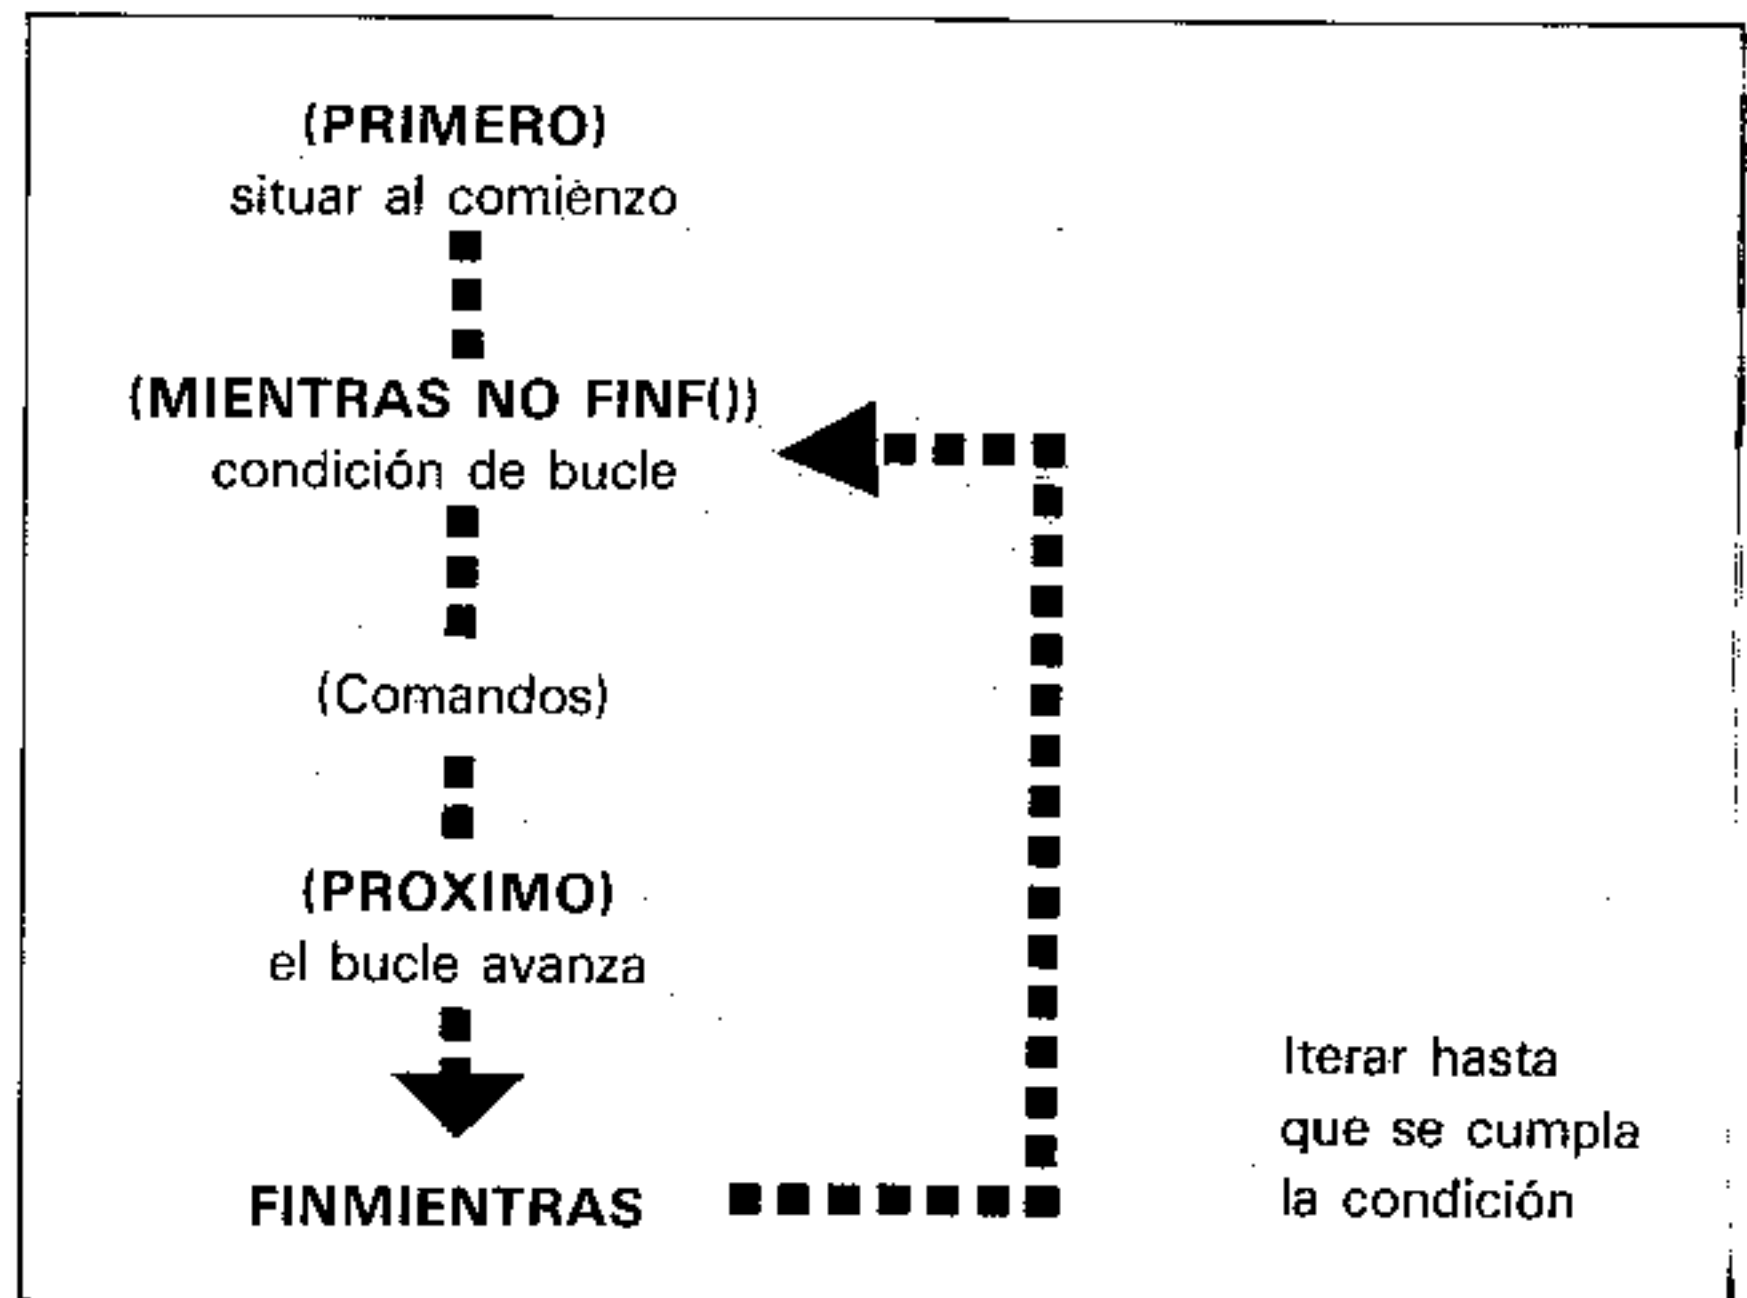 (PRIMERO)
situar al comienzo
(MIENTRAS NO FINF())
condición de bucle
(Comandos)
(PROXIMO)
el bucle avanza
FINMIENTRAS
Iterar hasta
que se cumpla
la condición